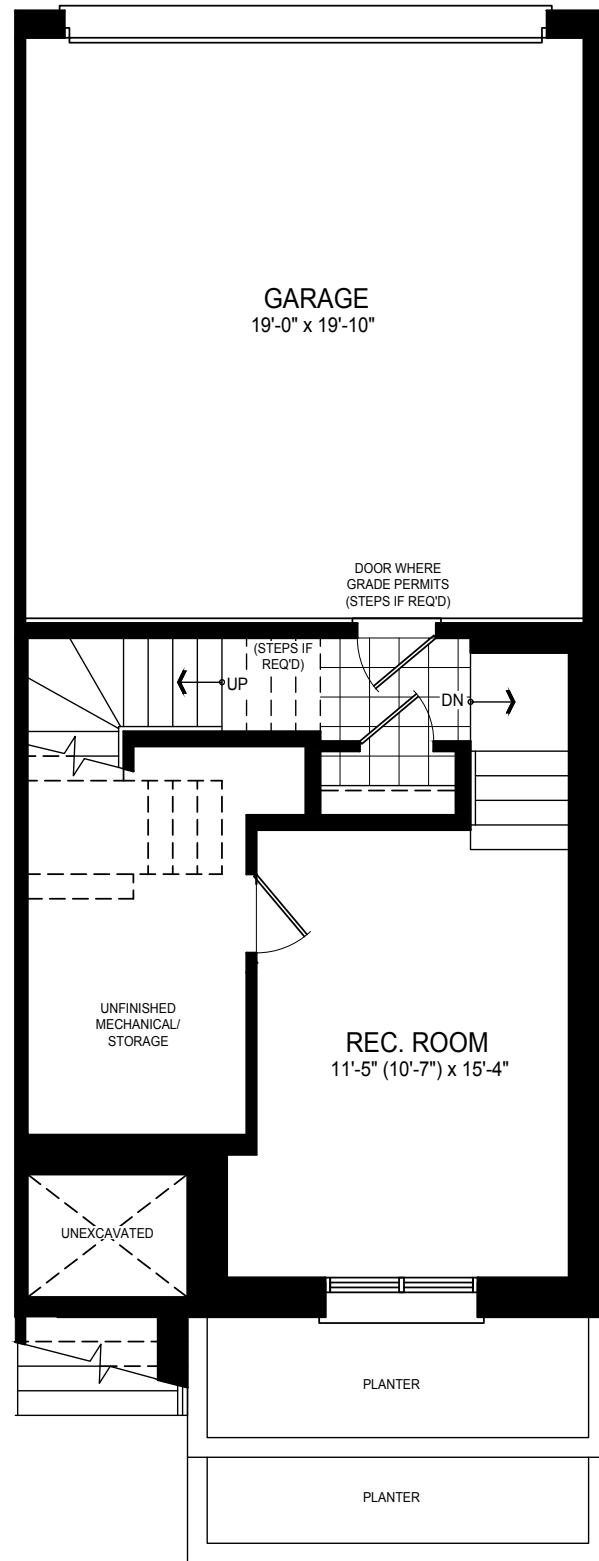 GARAGE
19'-0" x 19'-10"
DOOR WHERE
GRADE PERMITS
(STEPS IF REQ'D)
(STEPS IF
REQ'D)
UP
DN
UNFINISHED
MECHANICAL/
STORAGE
REC. ROOM
11'-5" (10'-7") x 15'-4"
UNEXCAVATED
PLANTER
PLANTER